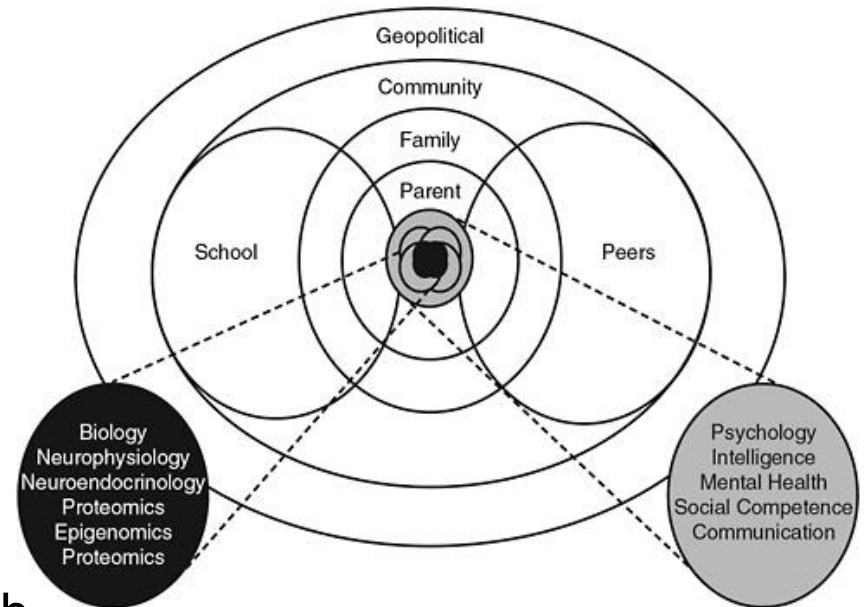 Geopolitical
Community
Family
Parent
School
Peers
Biology
Neurophysiology
Neuroendocrinology
Proteomics
Epigenomics
Proteomics
Psychology
Intelligence
Mental Health
Social Competence
Communication
b